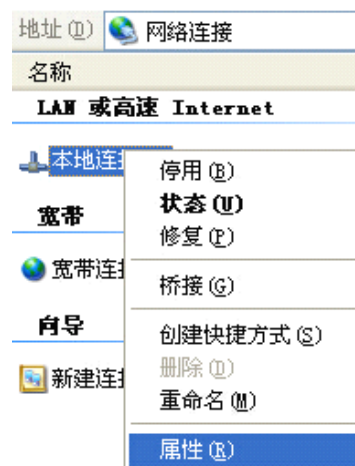 地址(D) 网络连接
名称
LAN 或高速 Internet
本地连接
停用(B)
状态(U)
修复(P)
宽带
宽带连接
桥接(G)
向导
创建快捷方式(S)
删除(D)
新建连接
重命名(M)
属性(R)